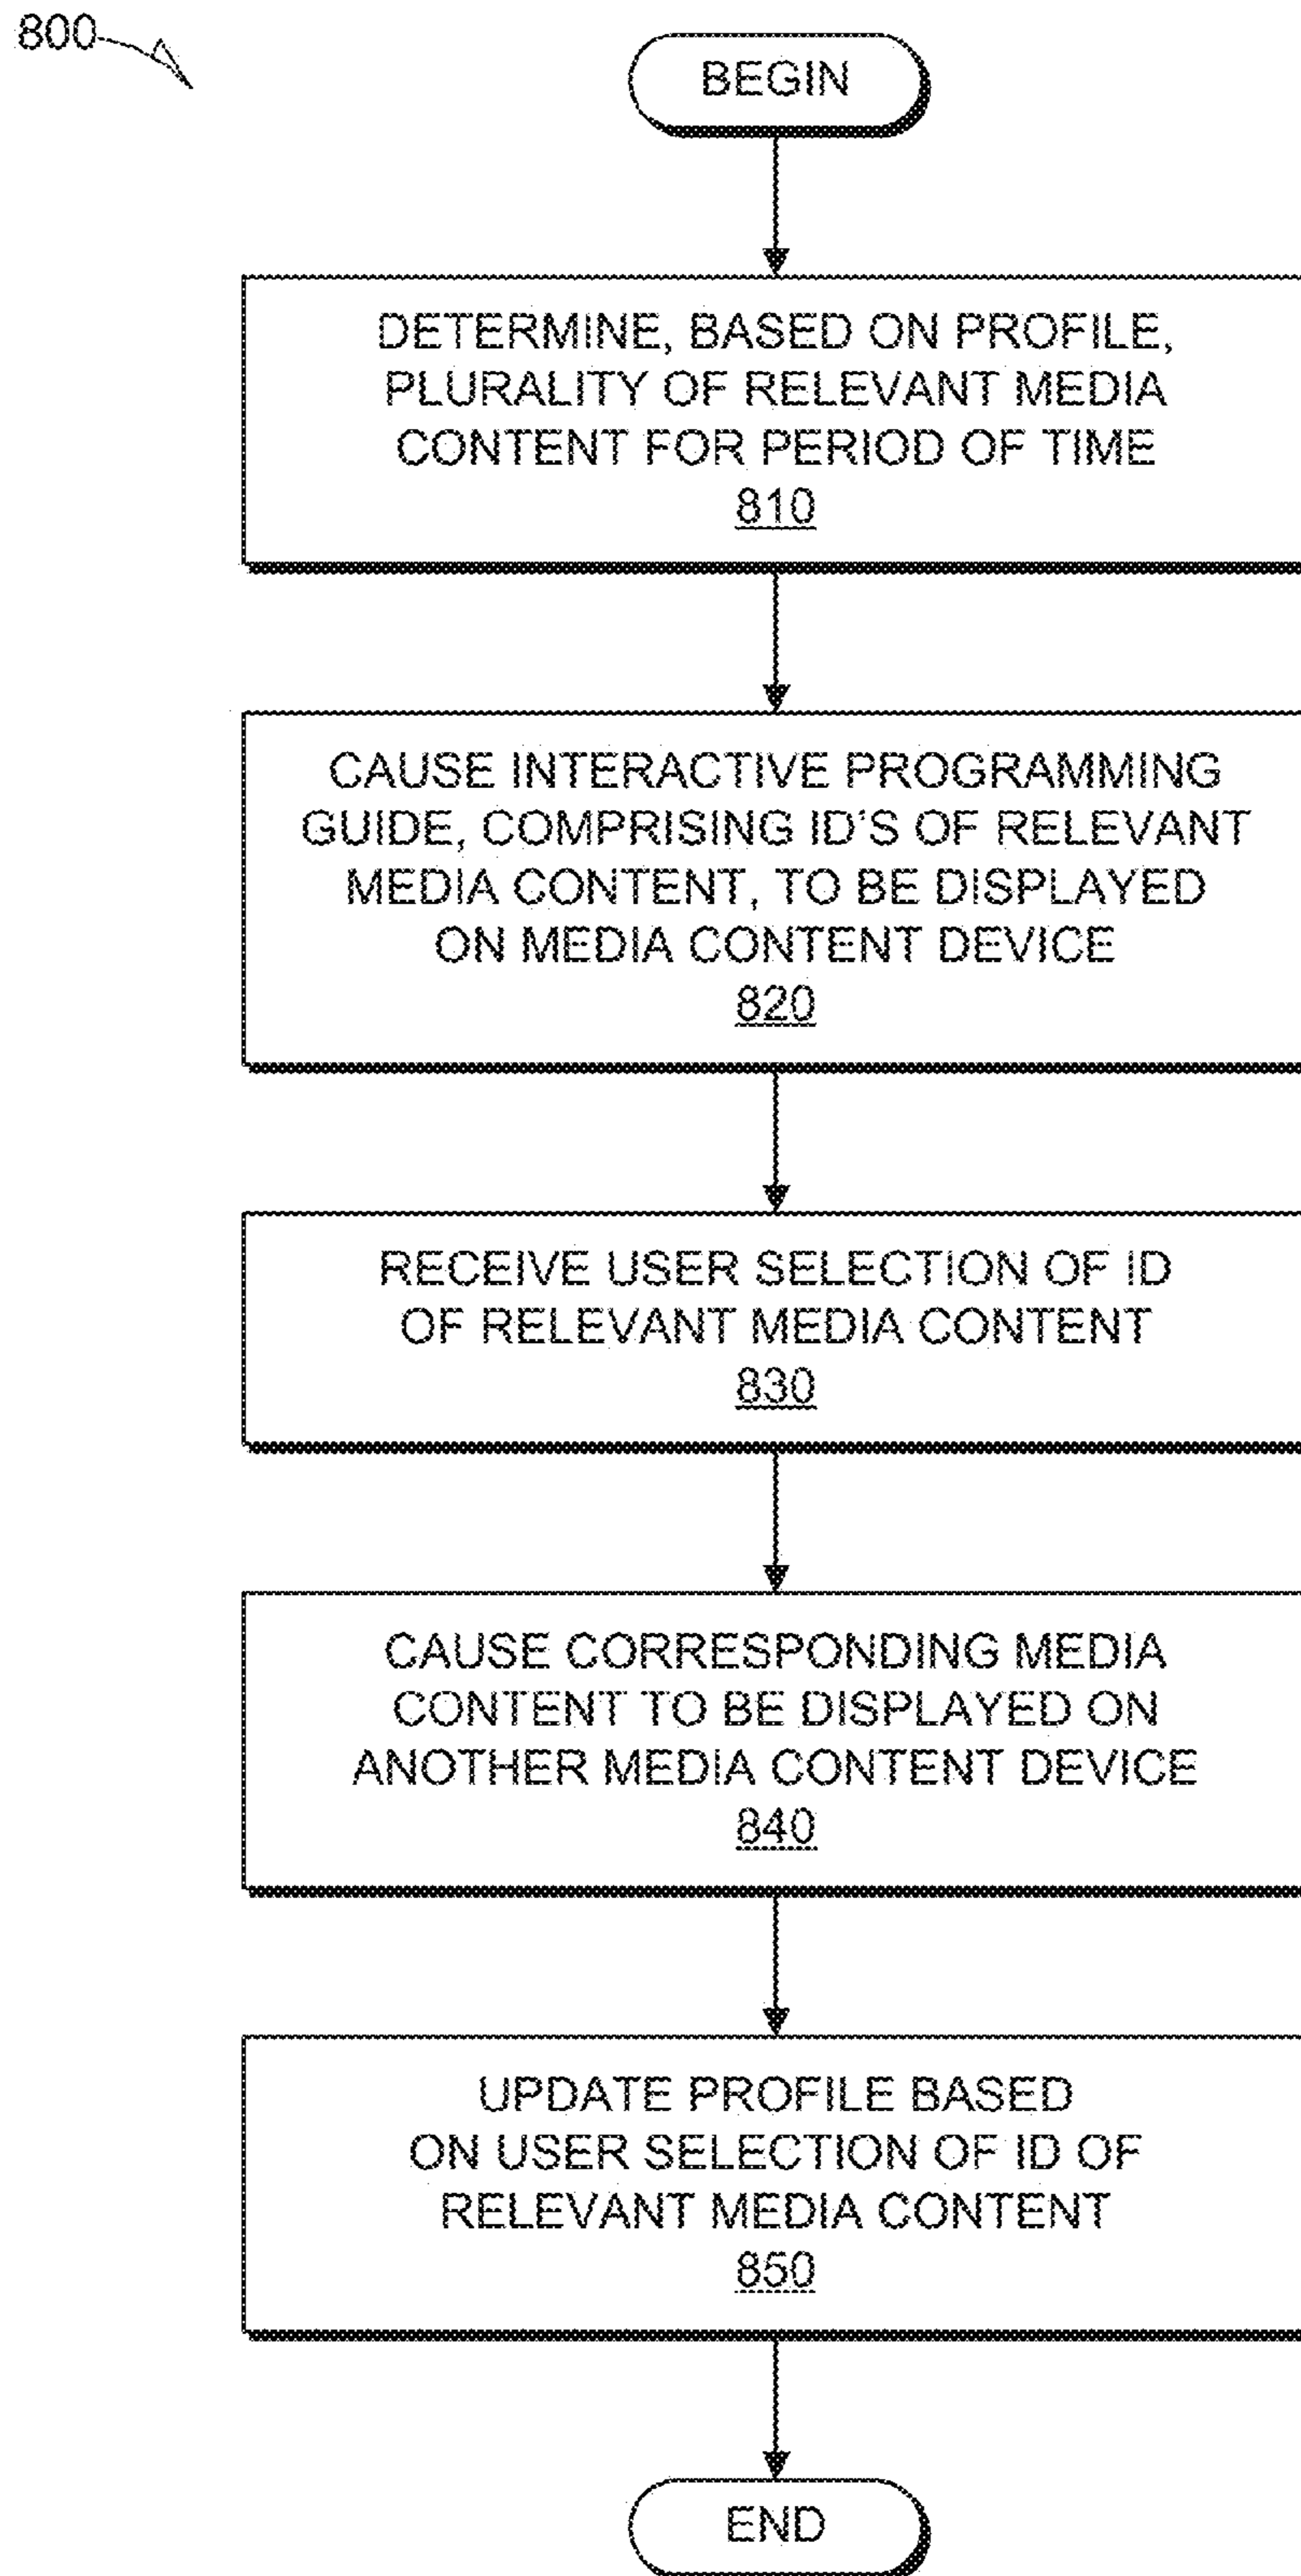 800
BEGIN
DETERMINE, BASED ON PROFILE,
PLURALITY OF RELEVANT MEDIA
CONTENT FOR PERIOD OF TIME
810
CAUSE INTERACTIVE PROGRAMMING
GUIDE, COMPRISING ID'S OF RELEVANT
MEDIA CONTENT, TO BE DISPLAYED
ON MEDIA CONTENT DEVICE
820
RECEIVE USER SELECTION OF ID
OF RELEVANT MEDIA CONTENT
830
CAUSE CORRESPONDING MEDIA
CONTENT TO BE DISPLAYED ON
ANOTHER MEDIA CONTENT DEVICE
840
UPDATE PROFILE BASED
ON USER SELECTION OF ID OF
RELEVANT MEDIA CONTENT
850
END